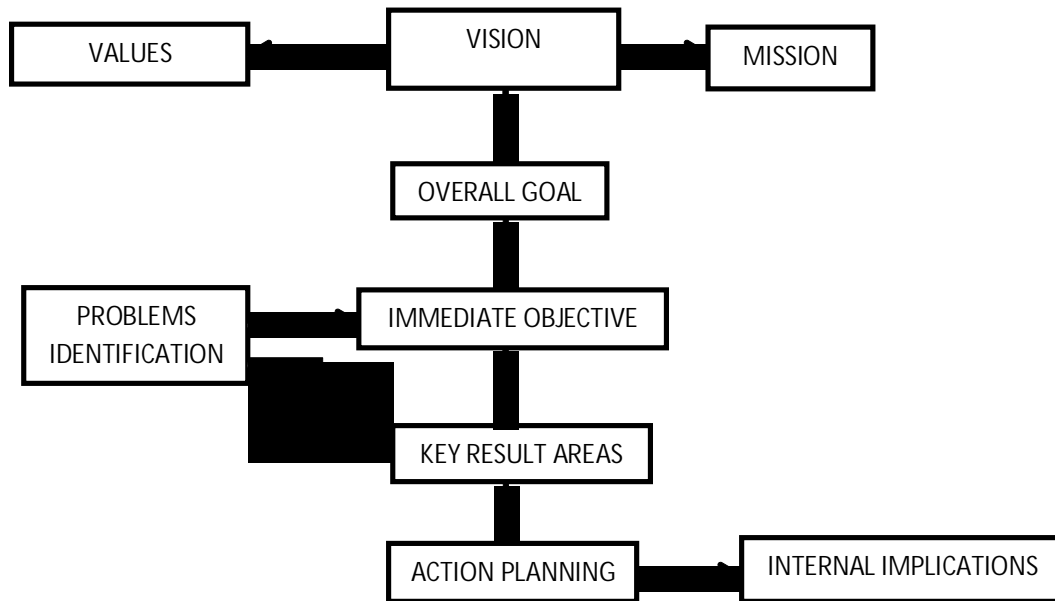 VALUES
VISION
MISSION
OVERALL GOAL
PROBLEMS
IDENTIFICATION
IMMEDIATE OBJECTIVE
KEY RESULT AREAS
ACTION PLANNING
INTERNAL IMPLICATIONS